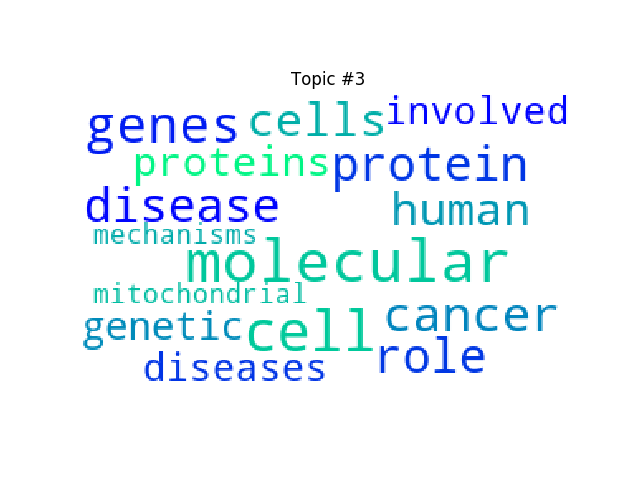 Topic #3
genes cells involved
proteins protein
disease human
mechanisms
molecular
mitochondrial
genetic cell cancer
diseases role